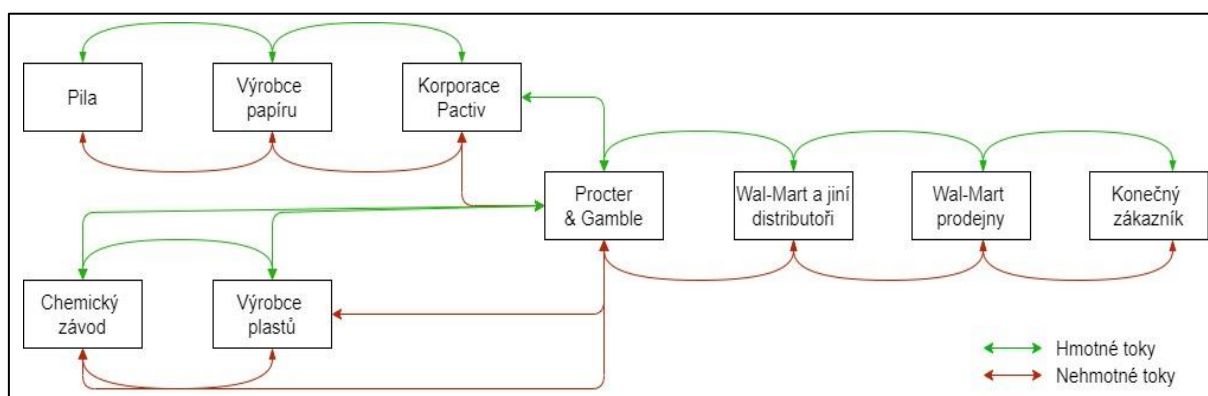 Pila
Výrobce
papíru
Korporace
Pactiv
Procter
& Gamble
Wal-Mart a jiní
distributoři
Wal-Mart
prodejny
Konečný
zákazník
Chemický
závod
Výrobce
plastů
Hmotné toky
Nehmotné toky